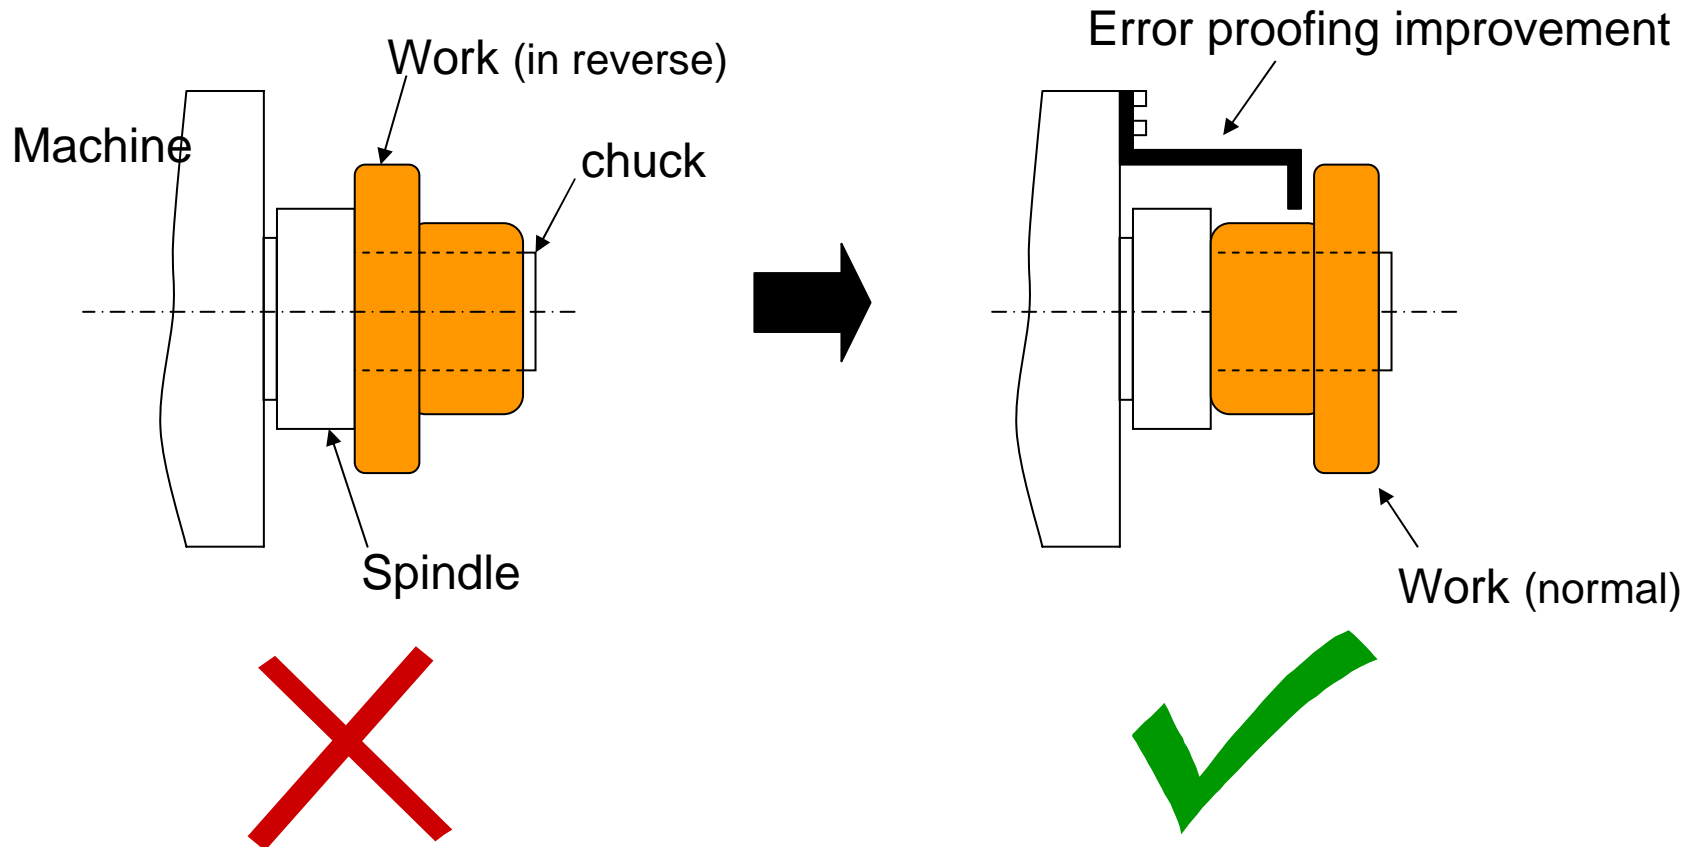 Error proofing improvement
Work (in reverse)
Machine
chuck
Spindle
Work (normal)